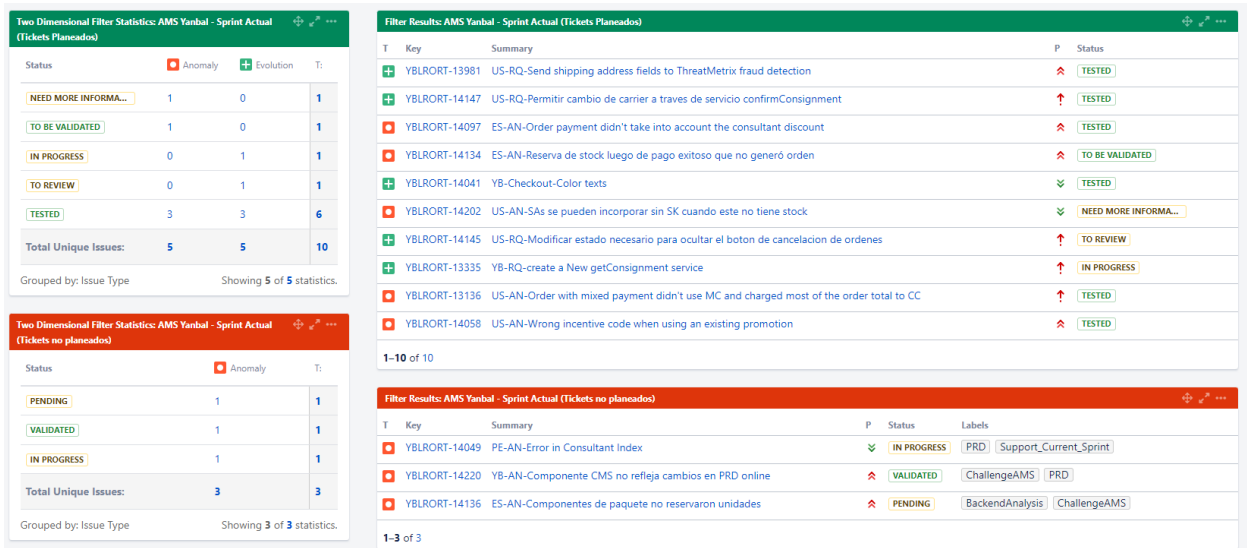 Two Dimensional Filter Statistics: AMS Yanbal - Sprint Actual
(Tickets Planeados)
Status Anomaly Evolution T:
NEED MORE INFORMA... 1 0 1
TO BE VALIDATED 1 0 1
IN PROGRESS 0 1 1
TO REVIEW 0 1 1
TESTED 3 3 6
Total Unique Issues: 5 5 10
Grouped by: Issue Type Showing 5 of 5 statistics.
Two Dimensional Filter Statistics: AMS Yanbal - Sprint Actual
(Tickets no planeados)
Status Anomaly T:
PENDING 1 1
VALIDATED 1 1
IN PROGRESS 1 1
Total Unique Issues: 3 3
Grouped by: Issue Type Showing 3 of 3 statistics.
Filter Results: AMS Yanbal - Sprint Actual (Tickets Planeados)
T Key Summary P Status
YBLRORT-13981 US-RQ-Send shipping address fields to ThreatMetrix fraud detection TESTED
YBLRORT-14147 US-RQ-Permitir cambio de carrier a traves de servicio confirmConsignment TESTED
YBLRORT-14097 ES-AN-Order payment didn't take into account the consultant discount TESTED
YBLRORT-14134 ES-AN-Reserva de stock luego de pago exitoso que no generó orden TO BE VALIDATED
YBLRORT-14041 YB-Checkout-Color texts TESTED
YBLRORT-14202 US-AN-SAs se pueden incorporar sin SK cuando este no tiene stock NEED MORE INFORMA...
YBLRORT-14145 US-RQ-Modificar estado necesario para ocultar el boton de cancelacion de ordenes TO REVIEW
YBLRORT-13335 YB-RQ-create a New getConsignment service IN PROGRESS
YBLRORT-13136 US-AN-Order with mixed payment didn't use MC and charged most of the order total to CC TESTED
YBLRORT-14058 US-AN-Wrong incentive code when using an existing promotion TESTED
1–10 of 10
Filter Results: AMS Yanbal - Sprint Actual (Tickets no planeados)
T Key Summary P Status Labels
YBLRORT-14049 PE-AN-Error in Consultant Index IN PROGRESS PRD Support_Current_Sprint
YBLRORT-14220 YB-AN-Componente CMS no refleja cambios en PRD online VALIDATED ChallengeAMS PRD
YBLRORT-14136 ES-AN-Componentes de paquete no reservaron unidades PENDING BackendAnalysis ChallengeAMS
1–3 of 3